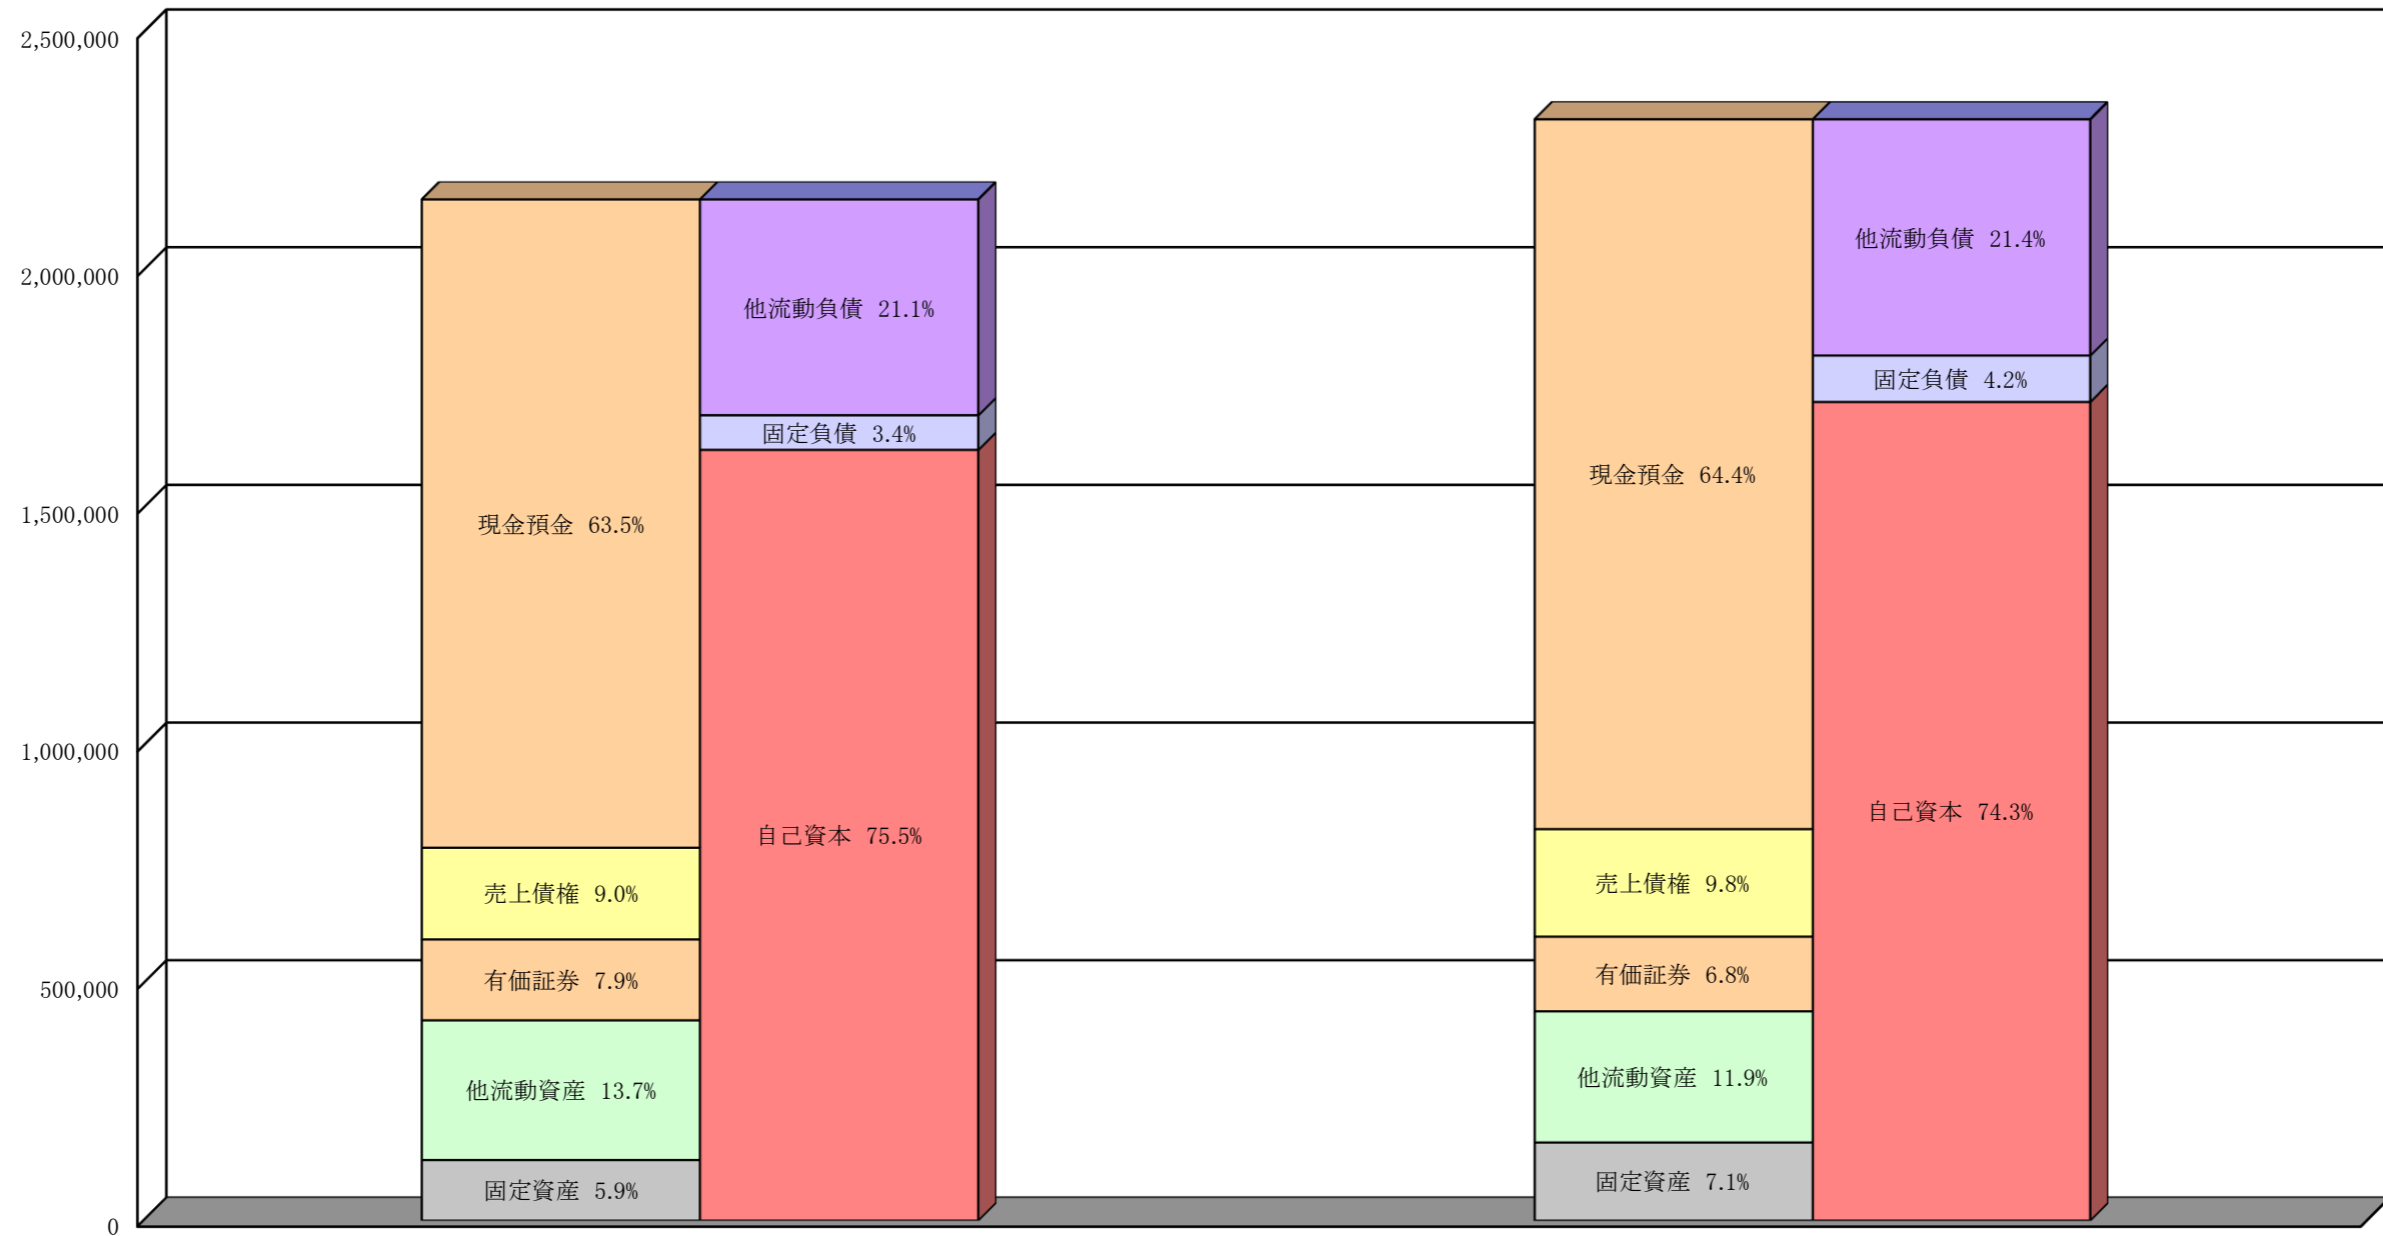 2,500,000
2,000,000
1,500,000
1,000,000
500,000
0
現金預金 63.5%
売上債権 9.0%
有価証券 7.9%
他流動資産 13.7%
固定資産 5.9%
他流動負債 21.1%
固定負債 3.4%
自己資本 75.5%
現金預金 64.4%
売上債権 9.8%
有価証券 6.8%
他流動資産 11.9%
固定資産 7.1%
他流動負債 21.4%
固定負債 4.2%
自己資本 74.3%